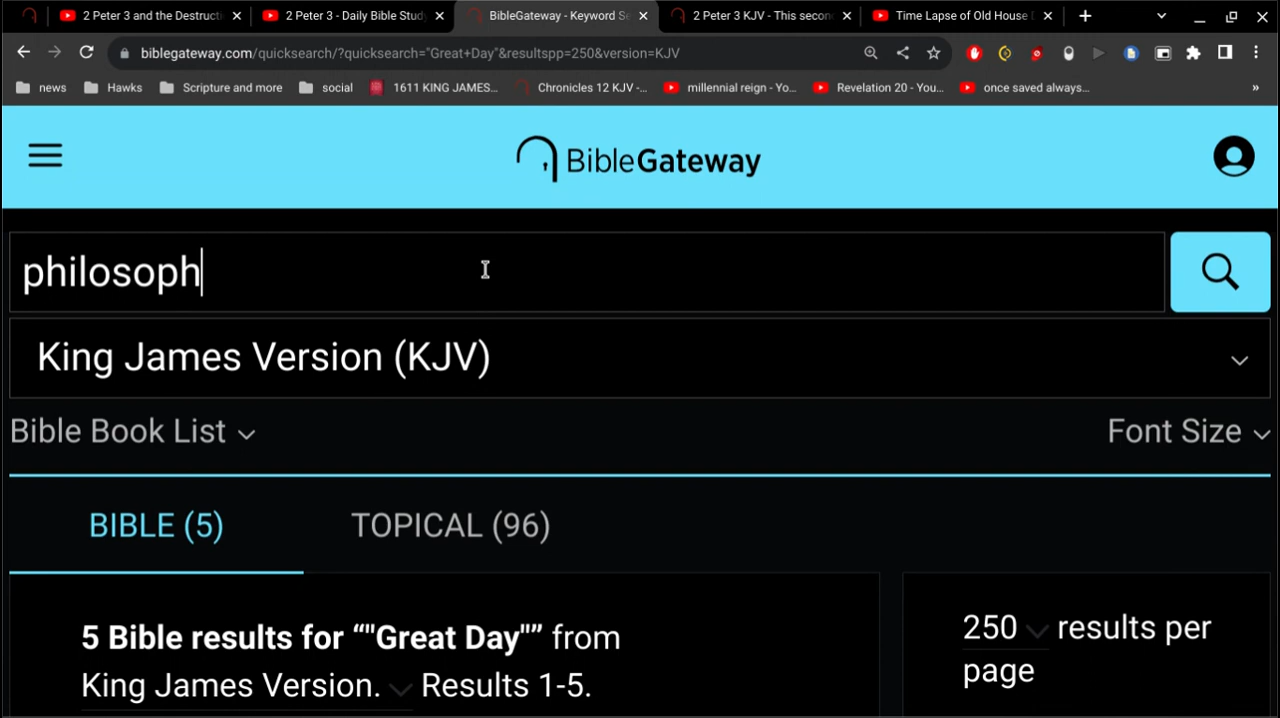 2 Peter 3 and the Destructi
2 Peter 3 - Daily Bible Stud
BibleGateway - Keyword Se
2 Peter 3 KJV - This secon
Time Lapse of Old House
biblegateway.com/quicksearch/?quicksearch="Great+Day"&resultspp=250&version=KJV
news
Hawks
Scripture and more
social
1611 KING JAMES...
Chronicles 12 KJV -...
millennial reign - Yo...
Revelation 20 - You...
once saved always...
»
BibleGateway
philosoph
King James Version (KJV)
Bible Book List
Font Size
BIBLE (5)
TOPICAL (96)
5 Bible results for “"Great Day"” from
King James Version. Results 1-5.
250 results per
page